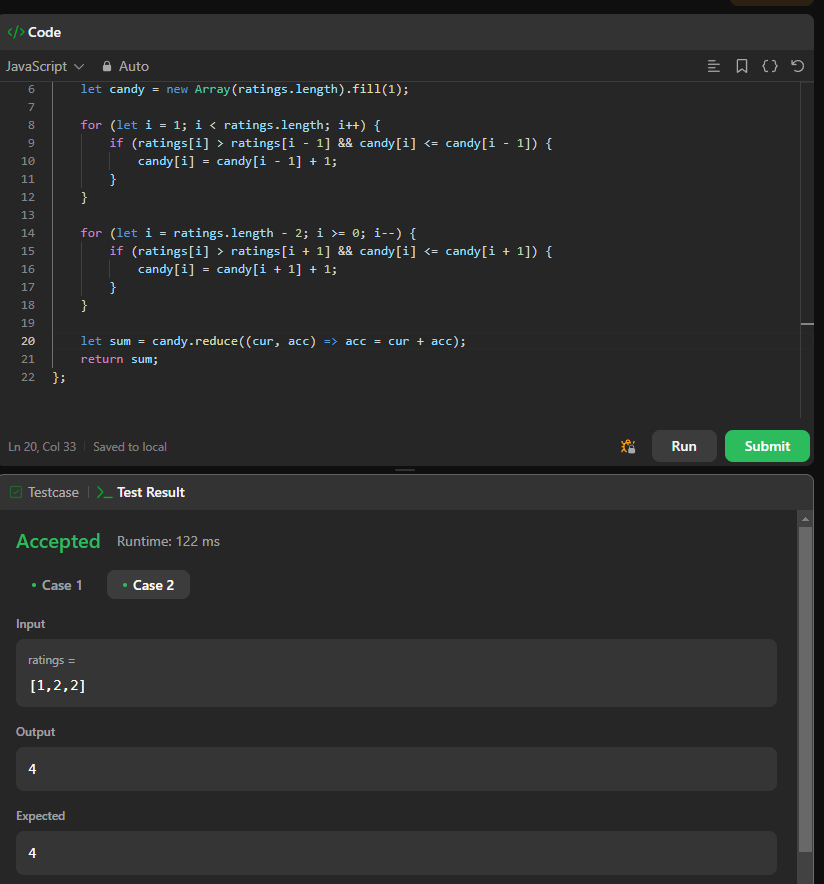 </> Code
JavaScript Auto
6 let candy = new Array(ratings.length).fill(1);
7
8 for (let i = 1; i < ratings.length; i++) {
9 if (ratings[i] > ratings[i - 1] && candy[i] <= candy[i - 1]) {
10 candy[i] = candy[i - 1] + 1;
11 }
12 }
13
14 for (let i = ratings.length - 2; i >= 0; i--) {
15 if (ratings[i] > ratings[i + 1] && candy[i] <= candy[i + 1]) {
16 candy[i] = candy[i + 1] + 1;
17 }
18 }
19
20 let sum = candy.reduce((cur, acc) => acc = cur + acc);
21 return sum;
22 };
Ln 20, Col 33 Saved to local Run Submit
Testcase >_ Test Result
Accepted Runtime: 122 ms
• Case 1 • Case 2
Input
ratings =
[1,2,2]
Output
4
Expected
4